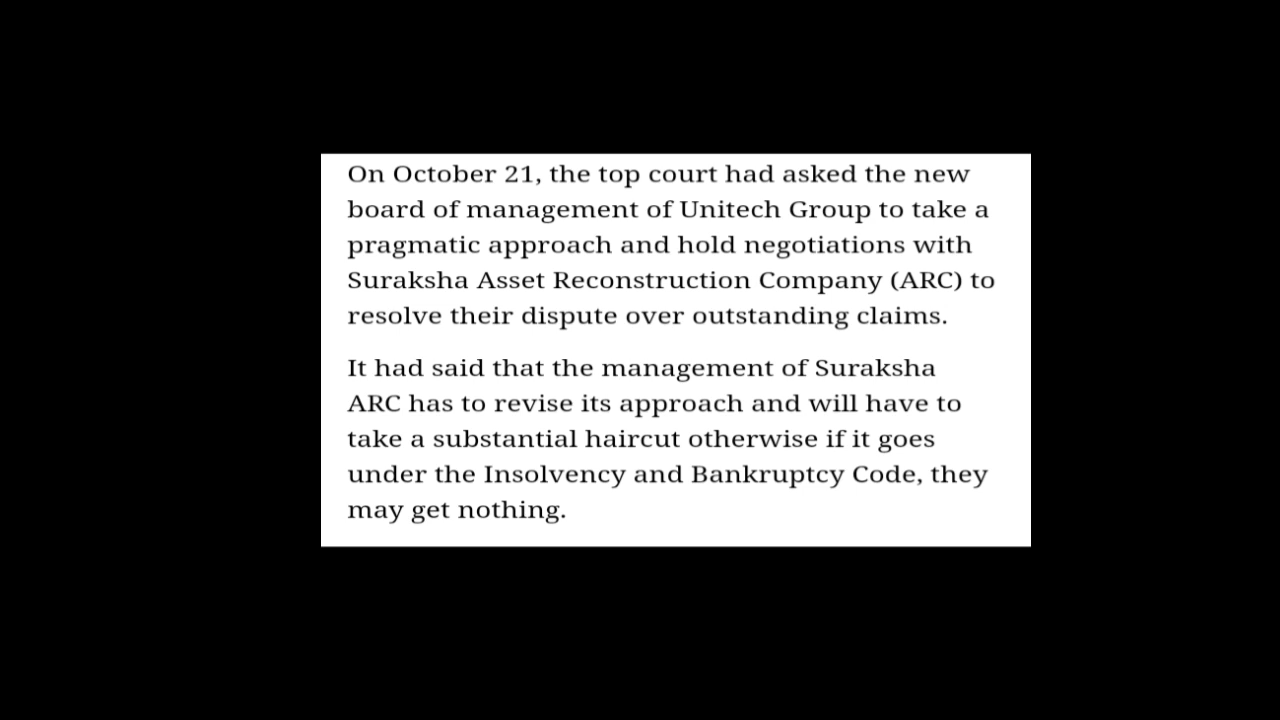 On October 21, the top court had asked the new
board of management of Unitech Group to take a
pragmatic approach and hold negotiations with
Suraksha Asset Reconstruction Company (ARC) to
resolve their dispute over outstanding claims.
It had said that the management of Suraksha
ARC has to revise its approach and will have to
take a substantial haircut otherwise if it goes
under the Insolvency and Bankruptcy Code, they
may get nothing.